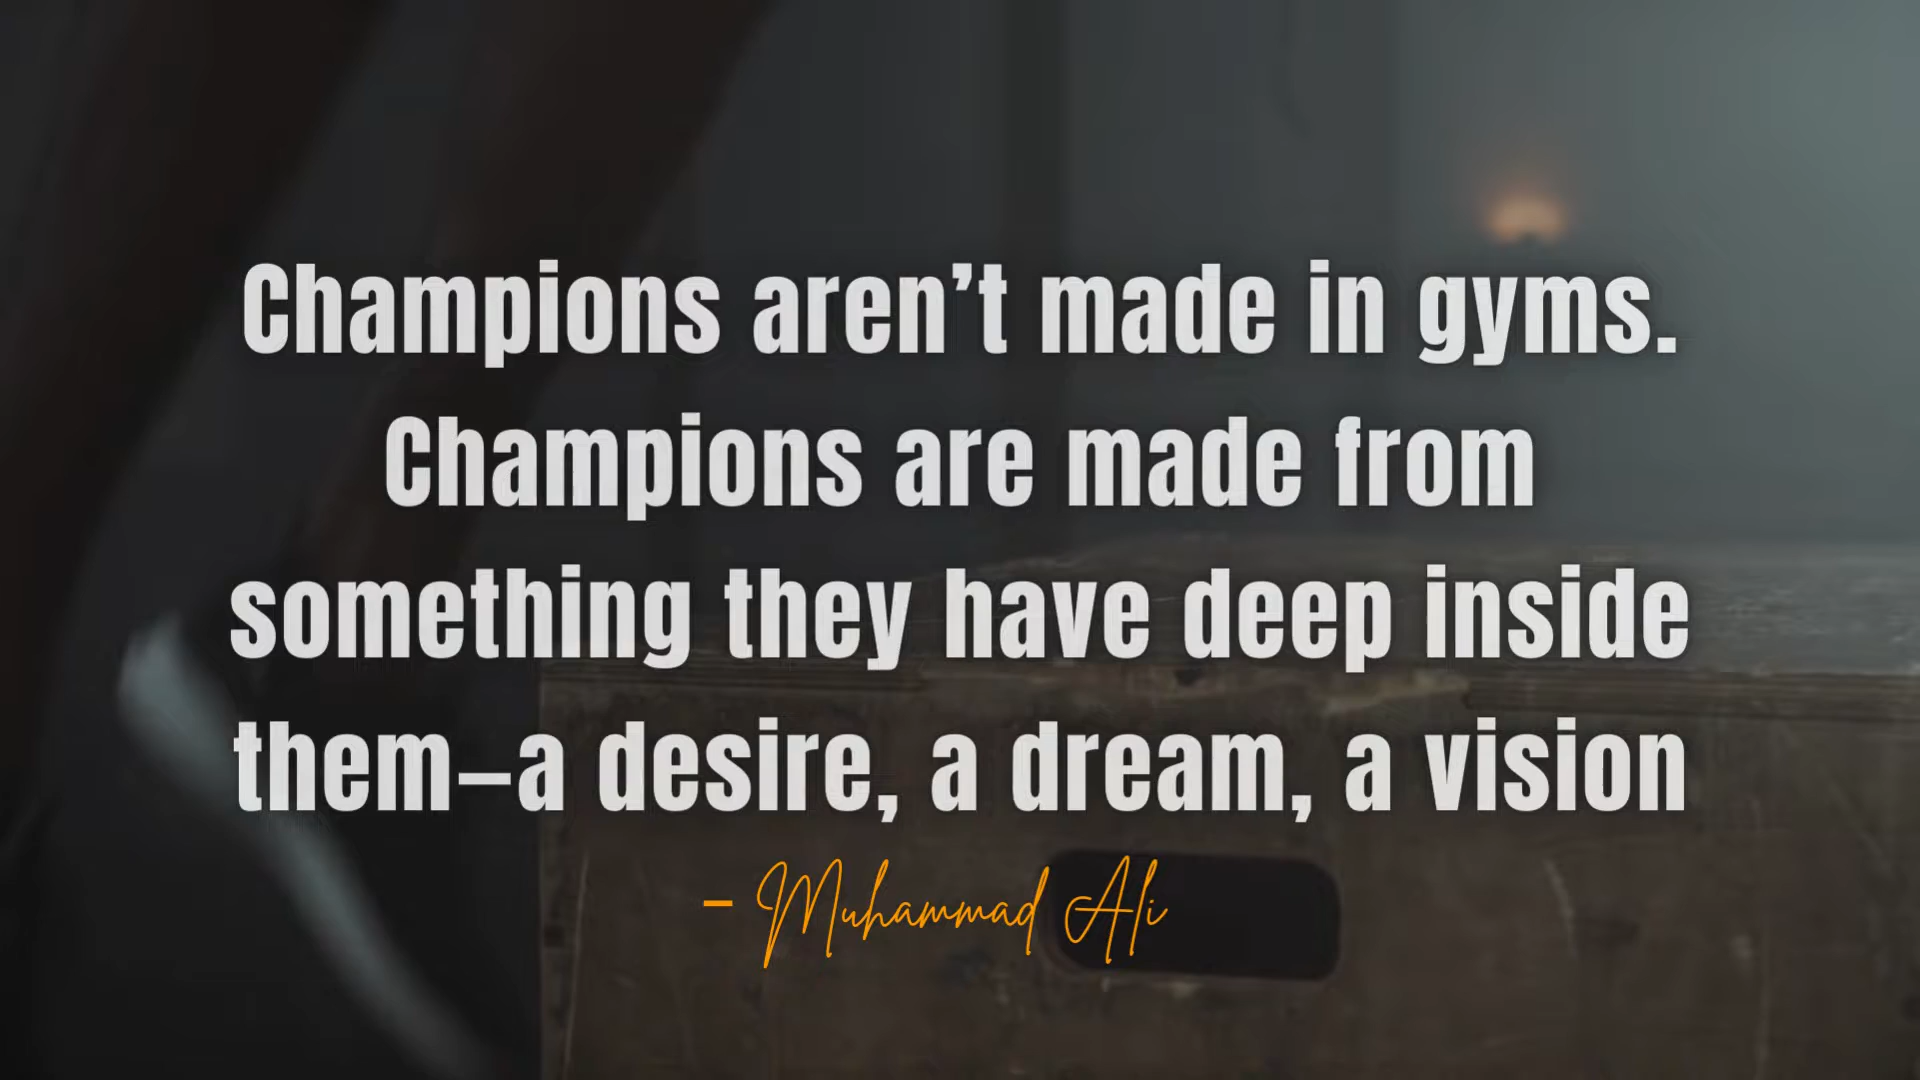 Champions aren’t made in gyms.
Champions are made from
something they have deep inside
them—a desire, a dream, a vision
– Muhammad Ali